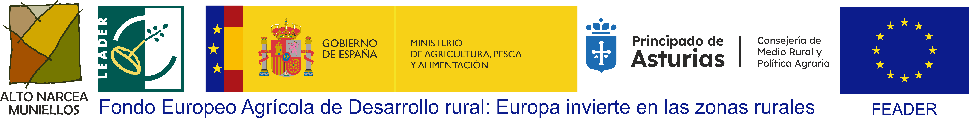 ALTO NARCEA
MUNIELLOS
LEADER
GOBIERNO
DE ESPAÑA
MINISTERIO
DE AGRICULTURA, PESCA
Y ALIMENTACIÓN
Principado de
Asturias
Consejería de
Medio Rural y
Política Agraria
Fondo Europeo Agrícola de Desarrollo rural: Europa invierte en las zonas rurales
FEADER